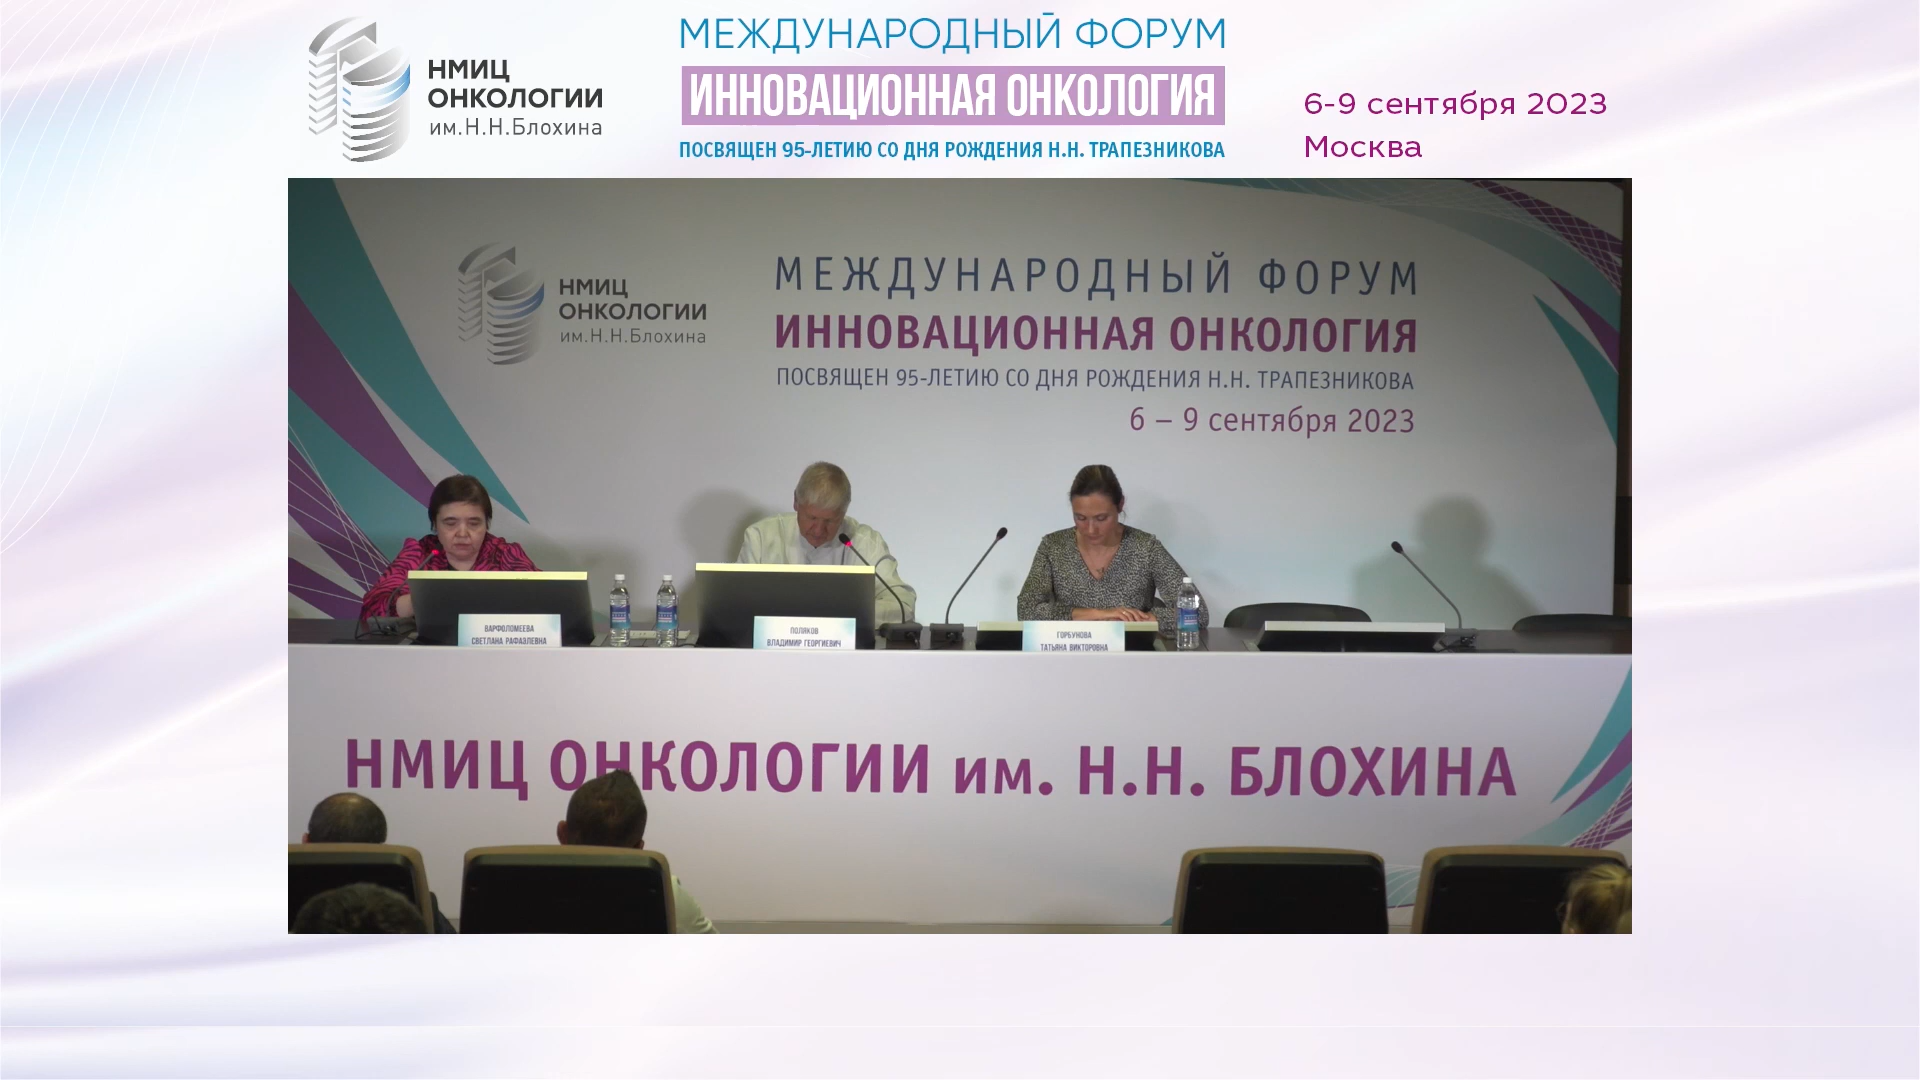 НМИЦ
ОНКОЛОГИИ
им.Н.Н.Блохина
МЕЖДУНАРОДНЫЙ ФОРУМ
ИННОВАЦИОННАЯ ОНКОЛОГИЯ
ПОСВЯЩЕН 95-ЛЕТИЮ СО ДНЯ РОЖДЕНИЯ Н.Н. ТРАПЕЗНИКОВА
6-9 сентября 2023
Москва
НМИЦ
ОНКОЛОГИИ
им.Н.Н.Блохина
МЕЖДУНАРОДНЫЙ ФОРУМ
ИННОВАЦИОННАЯ ОНКОЛОГИЯ
ПОСВЯЩЕН 95-ЛЕТИЮ СО ДНЯ РОЖДЕНИЯ Н.Н. ТРАПЕЗНИКОВА
6 – 9 сентября 2023
ВАРФОЛОМЕЕВА
СВЕТЛАНА РАФАЭЛЕВНА
ПОЛЯКОВ
ВЛАДИМИР ГЕОРГИЕВИЧ
ГОРБУНОВА
ТАТЬЯНА ВИКТОРОВНА
НМИЦ ОНКОЛОГИИ им. Н.Н. БЛОХИНА